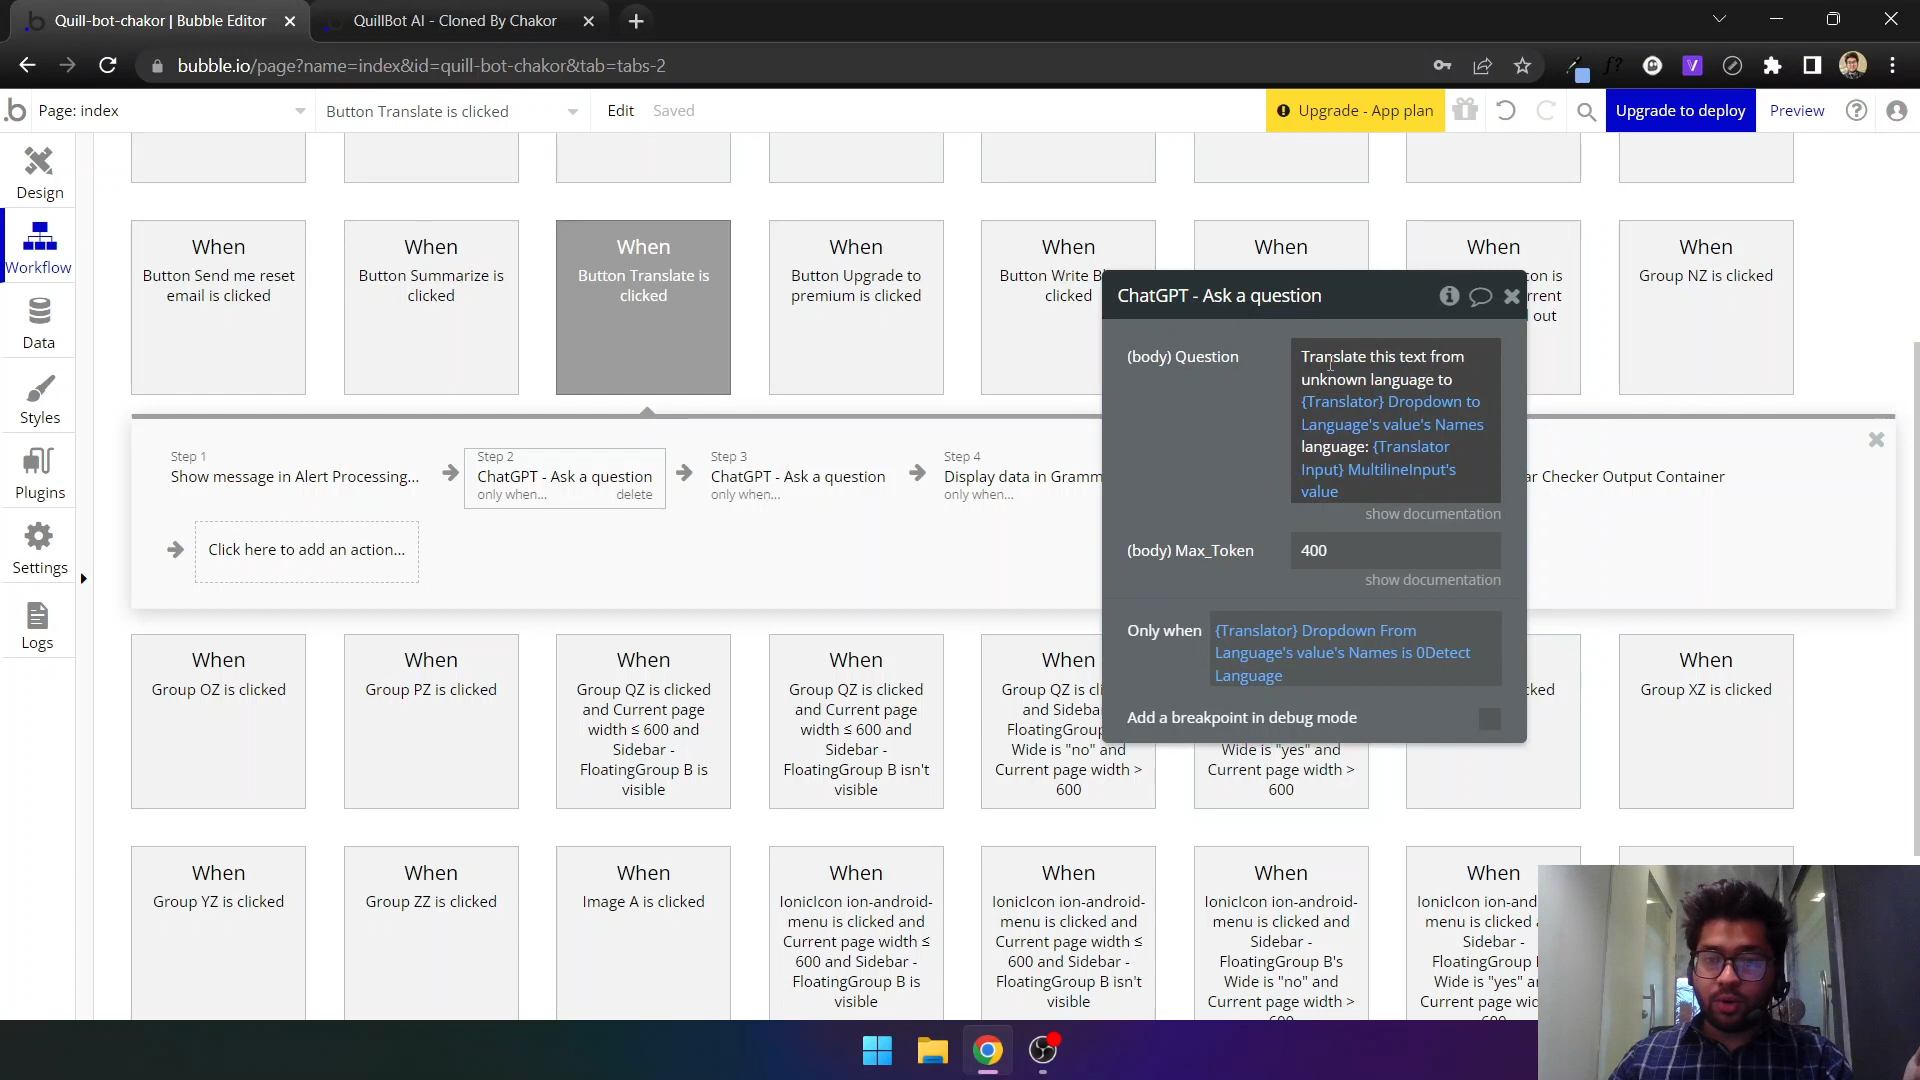 Quill-bot-chakor | Bubble Editor
QuillBot AI - Cloned By Chakor
bubble.io/page?name=index&id=quill-bot-chakor&tab=tabs-2
Page: index
Button Translate is clicked
Edit
Saved
Upgrade - App plan
Upgrade to deploy
Preview
Design
Workflow
Data
Styles
Plugins
Settings
Logs
When
Button Send me reset
email is clicked
When
Button Summarize is
clicked
When
Button Translate is
clicked
When
Button Upgrade to
premium is clicked
When
Button Write B
clicked
When
When
con is
rrent
out
When
Group NZ is clicked
Step 1
Show message in Alert Processing...
Step 2
ChatGPT - Ask a question
only when...
delete
Step 3
ChatGPT - Ask a question
only when...
Step 4
Display data in Gramm
only when...
ar Checker Output Container
Click here to add an action...
ChatGPT - Ask a question
(body) Question
Translate this text from
unknown language to
{Translator} Dropdown to
Language's value's Names
language: {Translator
Input} MultilineInput's
value
show documentation
(body) Max_Token
400
show documentation
Only when
{Translator} Dropdown From
Language's value's Names is 0Detect
Language
Add a breakpoint in debug mode
When
Group OZ is clicked
When
Group PZ is clicked
When
Group QZ is clicked
and Current page
width ≤ 600 and
Sidebar -
FloatingGroup B is
visible
When
Group QZ is clicked
and Current page
width ≤ 600 and
Sidebar -
FloatingGroup B isn't
visible
When
Group QZ is cli
and Sidebar
FloatingGroup
Wide is "no" and
Current page width >
600
Wide is "yes" and
Current page width >
600
cked
When
Group XZ is clicked
When
Group YZ is clicked
When
Group ZZ is clicked
When
Image A is clicked
When
IonicIcon ion-android-
menu is clicked and
Current page width ≤
600 and Sidebar -
FloatingGroup B is
visible
When
IonicIcon ion-android-
menu is clicked and
Current page width ≤
600 and Sidebar -
FloatingGroup B isn't
visible
When
IonicIcon ion-android-
menu is clicked and
Sidebar -
FloatingGroup B's
Wide is "no" and
Current page width >
When
IonicIcon ion-and
menu is clicked
Sidebar -
FloatingGroup
Wide is "yes" a
Current page wid